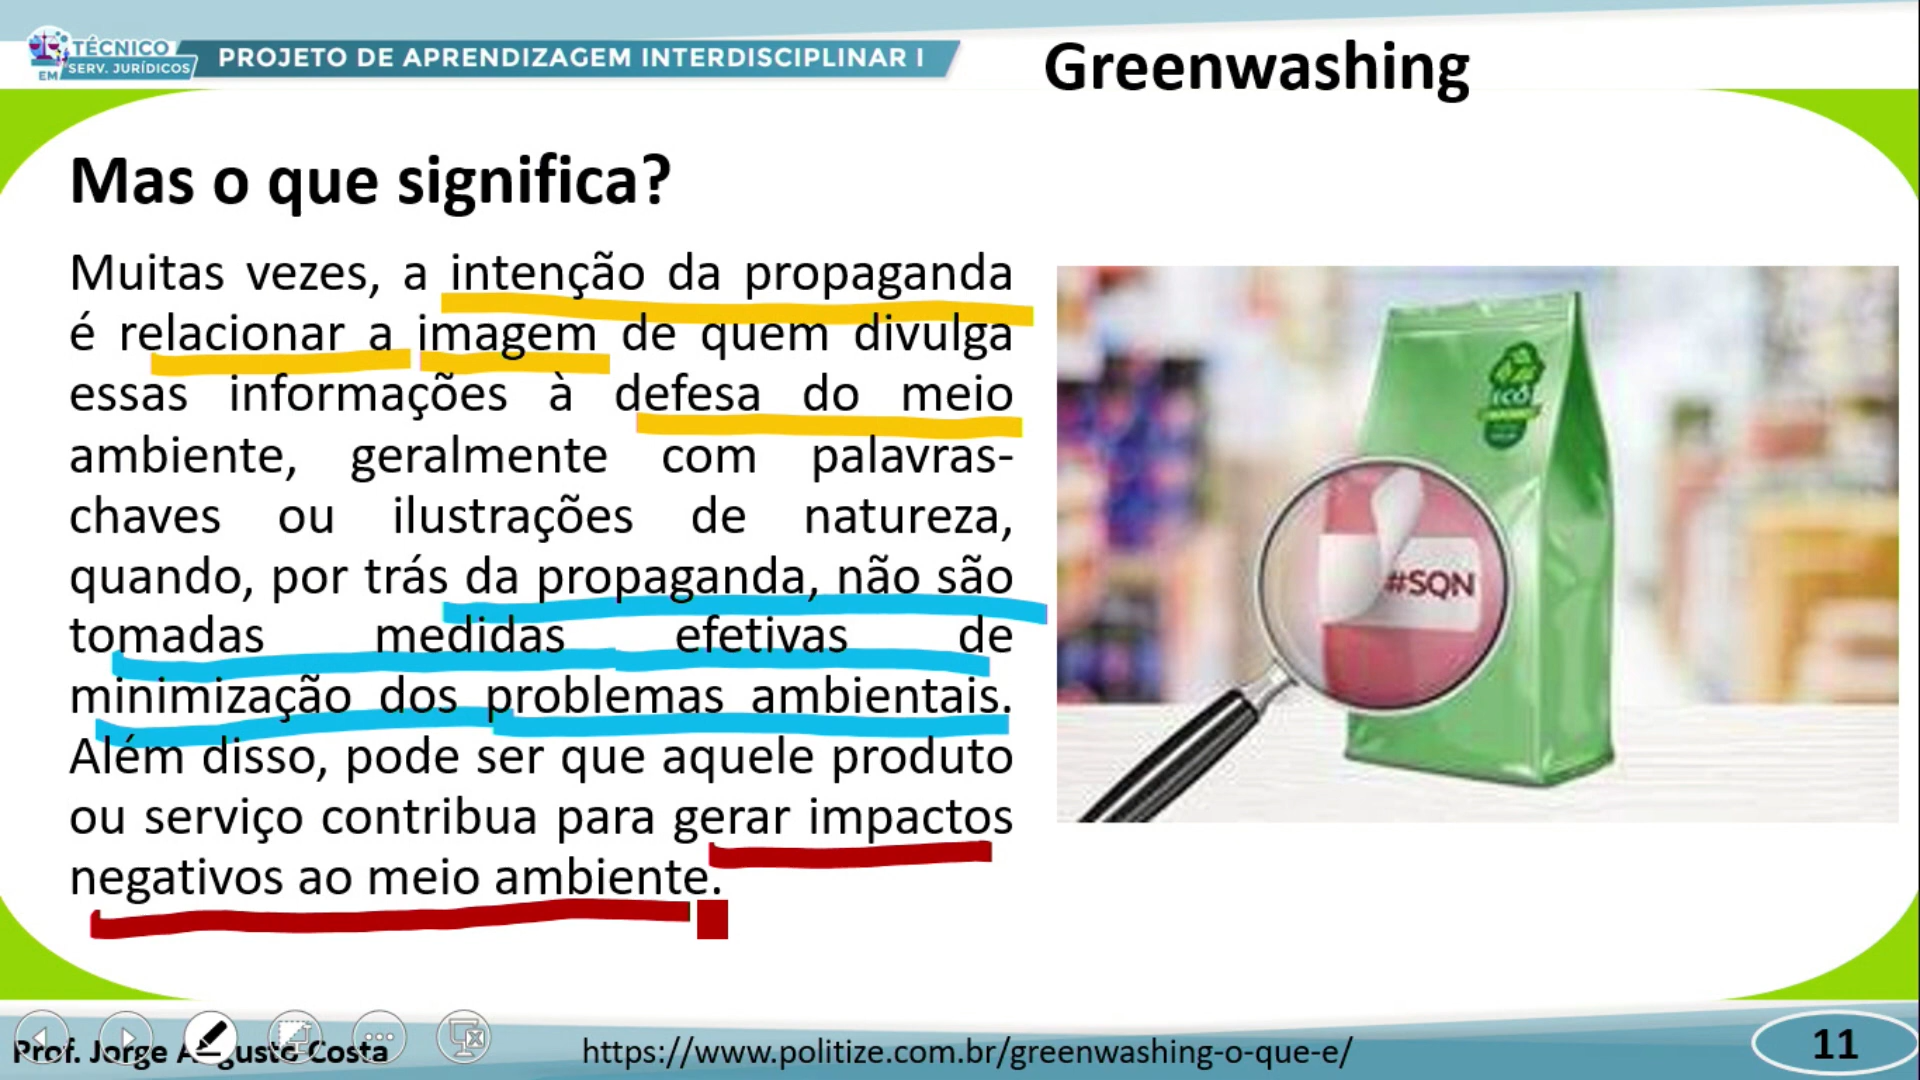 TÉCNICO
EM SERV. JURÍDICOS
PROJETO DE APRENDIZAGEM INTERDISCIPLINAR I
Greenwashing
Mas o que significa?
Muitas vezes, a intenção da propaganda
é relacionar a imagem de quem divulga
essas informações à defesa do meio
ambiente, geralmente com palavras-
chaves ou ilustrações de natureza,
quando, por trás da propaganda, não são
tomadas medidas efetivas de
minimização dos problemas ambientais.
Além disso, pode ser que aquele produto
ou serviço contribua para gerar impactos
negativos ao meio ambiente.
ECO
#SQN
Prof. Jorge Augusto Costa
https://www.politize.com.br/greenwashing-o-que-e/
11